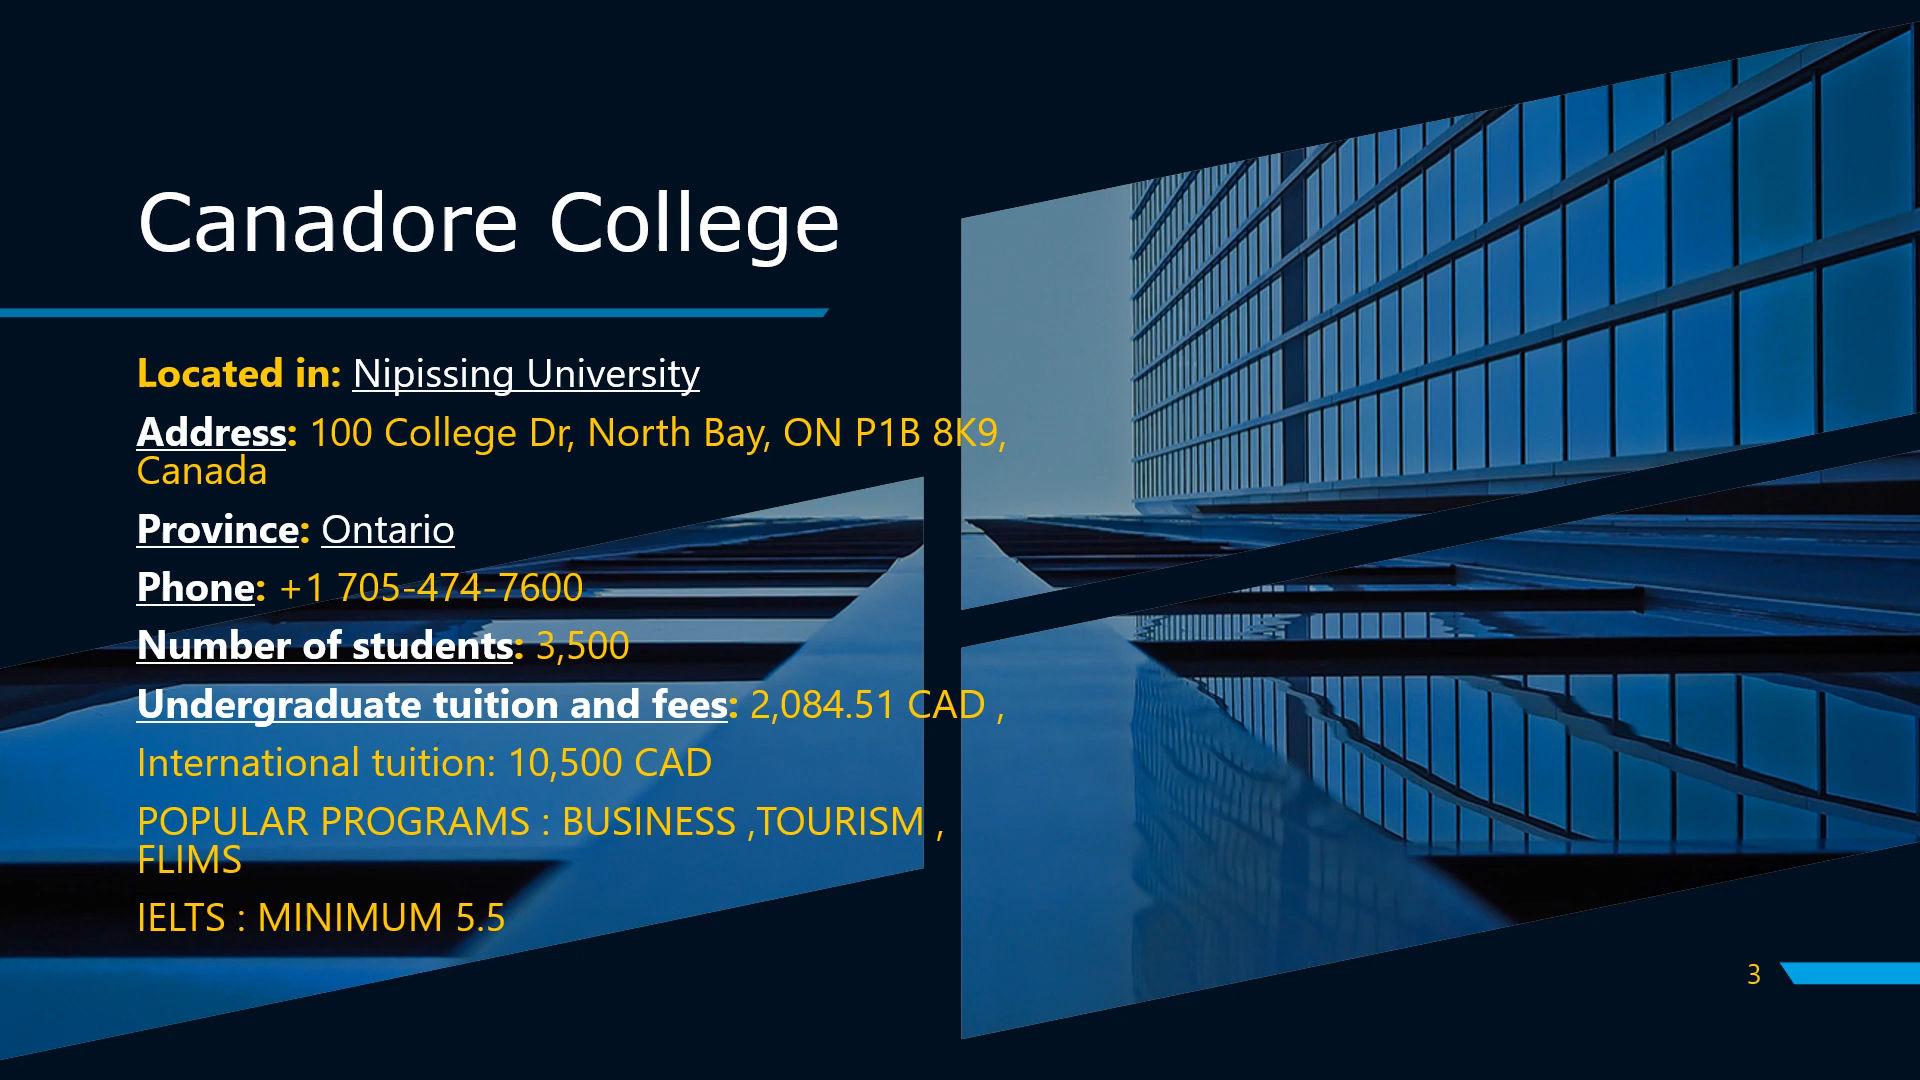 Canadore College
Located in: Nipissing University
Address: 100 College Dr, North Bay, ON P1B 8K9,
Canada
Province: Ontario
Phone: +1 705-474-7600
Number of students: 3,500
Undergraduate tuition and fees: 2,084.51 CAD ,
International tuition: 10,500 CAD
POPULAR PROGRAMS : BUSINESS ,TOURISM ,
FLIMS
IELTS : MINIMUM 5.5
3